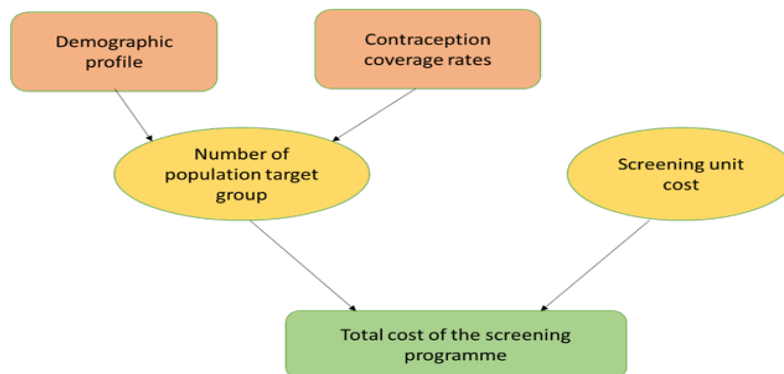 Demographic
profile
Contraception
coverage rates
Number of
population target
group
Screening unit
cost
Total cost of the screening
programme